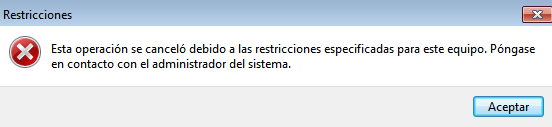 Restricciones
Esta operación se canceló debido a las restricciones especificadas para este equipo. Póngase
en contacto con el administrador del sistema.
Aceptar